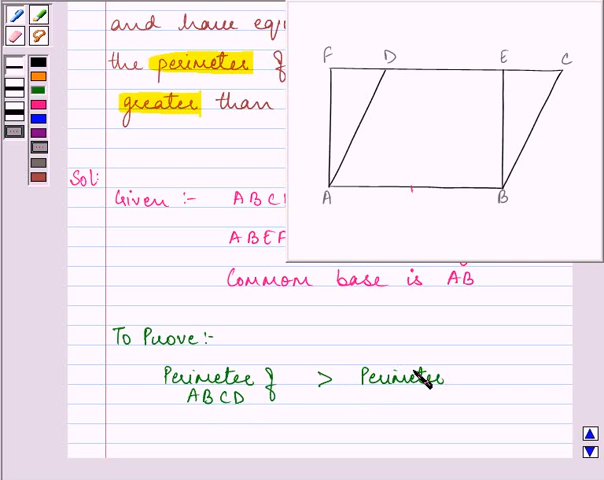 and have equ
the perimeter of
greater than
F D E C
A B
Sol:
Given :- ABC
ABEF
Common base is AB
To Prove :-
Perimeter of > Perimeter
ABCD